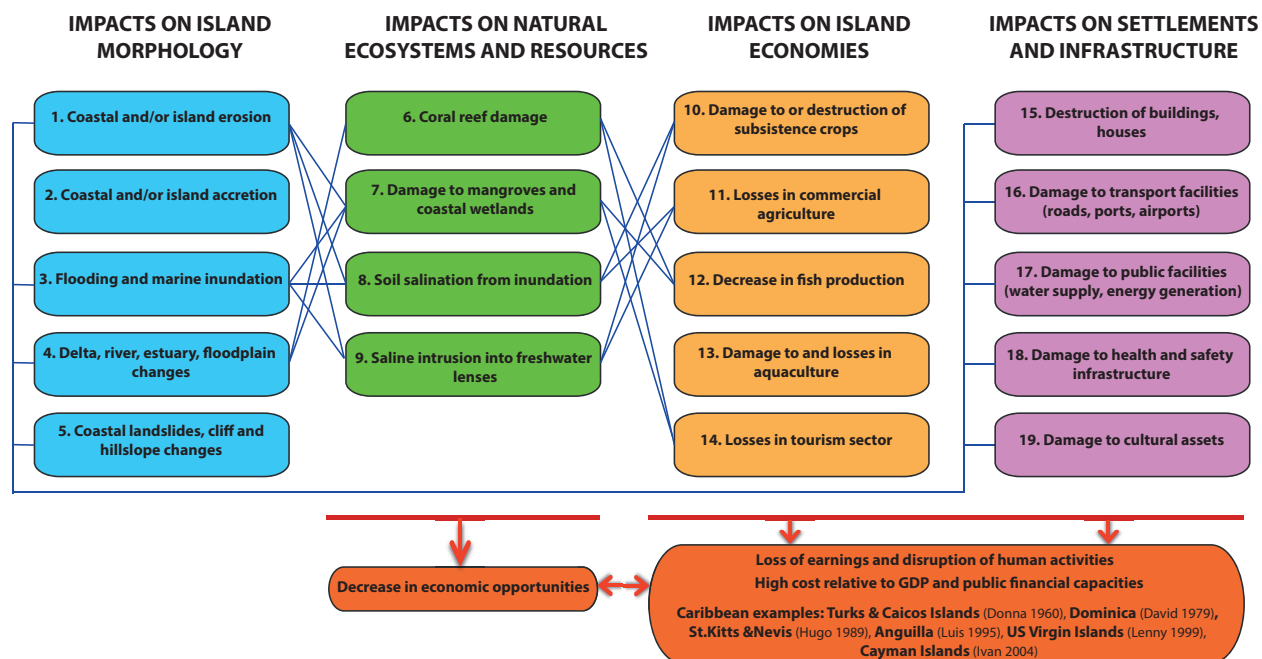 IMPACTS ON ISLAND
MORPHOLOGY
1. Coastal and/or island erosion
2. Coastal and/or island accretion
3. Flooding and marine inundation
4. Delta, river, estuary, floodplain
changes
5. Coastal landslides, cliff and
hillslope changes
IMPACTS ON NATURAL
ECOSYSTEMS AND RESOURCES
6. Coral reef damage
7. Damage to mangroves and
coastal wetlands
8. Soil salination from inundation
9. Saline intrusion into freshwater
lenses
IMPACTS ON ISLAND
ECONOMIES
10. Damage to or destruction of
subsistence crops
11. Losses in commercial
agriculture
12. Decrease in fish production
13. Damage to and losses in
aquaculture
14. Losses in tourism sector
IMPACTS ON SETTLEMENTS
AND INFRASTRUCTURE
15. Destruction of buildings,
houses
16. Damage to transport facilities
(roads, ports, airports)
17. Damage to public facilities
(water supply, energy generation)
18. Damage to health and safety
infrastructure
19. Damage to cultural assets
Decrease in economic opportunities
Loss of earnings and disruption of human activities
High cost relative to GDP and public financial capacities
Caribbean examples: Turks & Caicos Islands (Donna 1960), Dominica (David 1979),
St.Kitts &Nevis (Hugo 1989), Anguilla (Luis 1995), US Virgin Islands (Lenny 1999),
Cayman Islands (Ivan 2004)